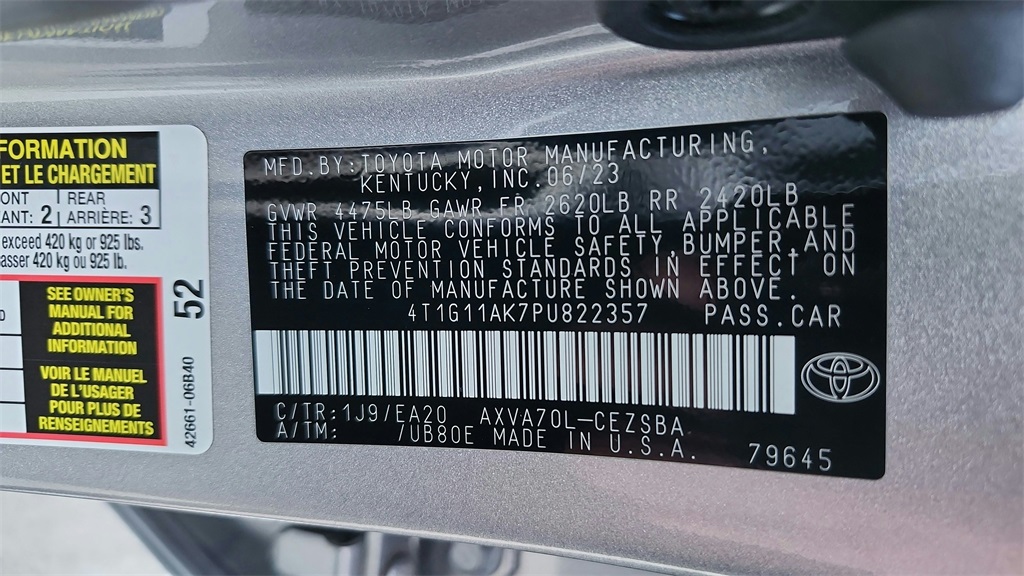 FORMATION
ET LE CHARGEMENT
ONT REAR
ANT: 2 ARRIÈRE: 3
exceed 420 kg or 925 lbs.
asser 420 kg ou 925 lb.
SEE OWNER'S
MANUAL FOR
ADDITIONAL
INFORMATION
VOIR LE MANUEL
DE L'USAGER
POUR PLUS DE
RENSEIGNEMENTS
52
42661-06B40
MFD.BY:TOYOTA MOTOR MANUFACTURING,
KENTUCKY,INC.06/23
GVWR 4475LB GAWR FR 2620LB RR 2420LB
THIS VEHICLE CONFORMS TO ALL APPLICABLE
FEDERAL MOTOR VEHICLE SAFETY,BUMPER,AND
THEFT PREVENTION STANDARDS IN EFFECT ON
THE DATE OF MANUFACTURE SHOWN ABOVE.
4T1G11AK7PU822357 PASS.CAR
C/TR:1J9/EA20 AXVA70L-CEZSBA
A/TM: /UB80E MADE IN U.S.A.
79645